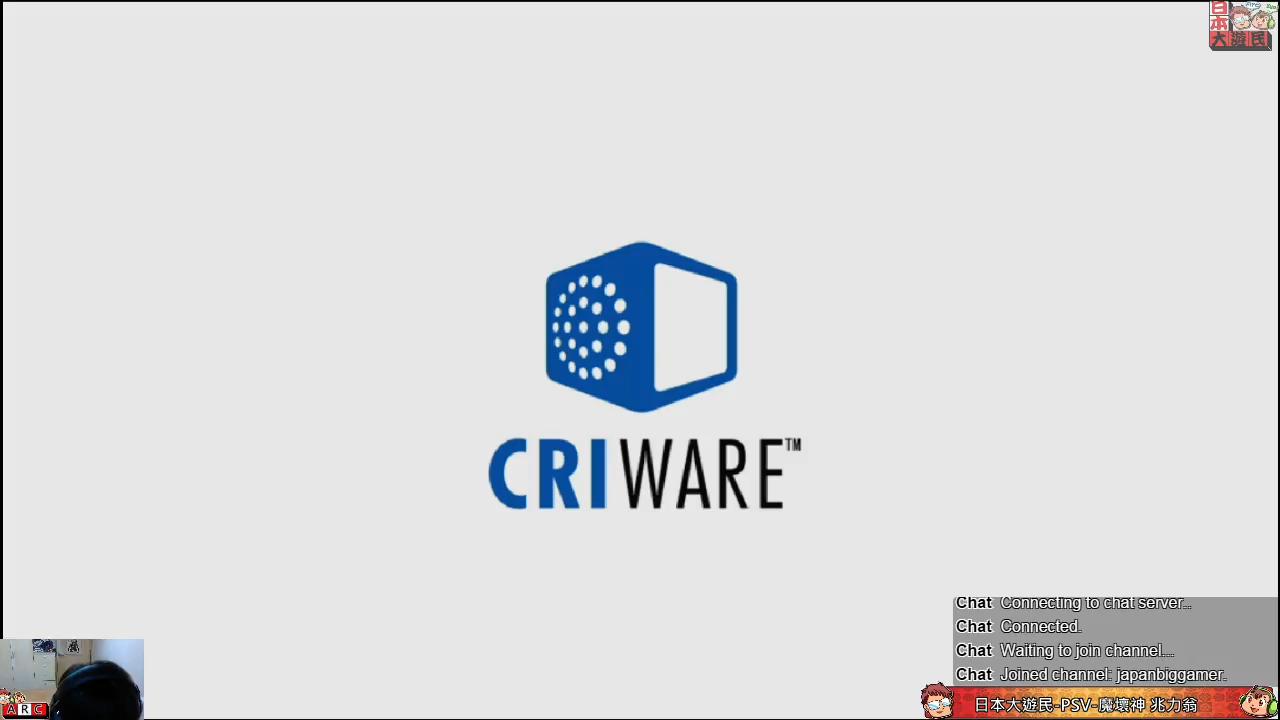 日本
大遊民
CRIWARE™
Chat Connecting to chat server...
Chat Connected.
Chat Waiting to join channel....
Chat Joined channel: japanbiggamer.
ARC
日本大遊民-PSV-魔壞神 兆力翁